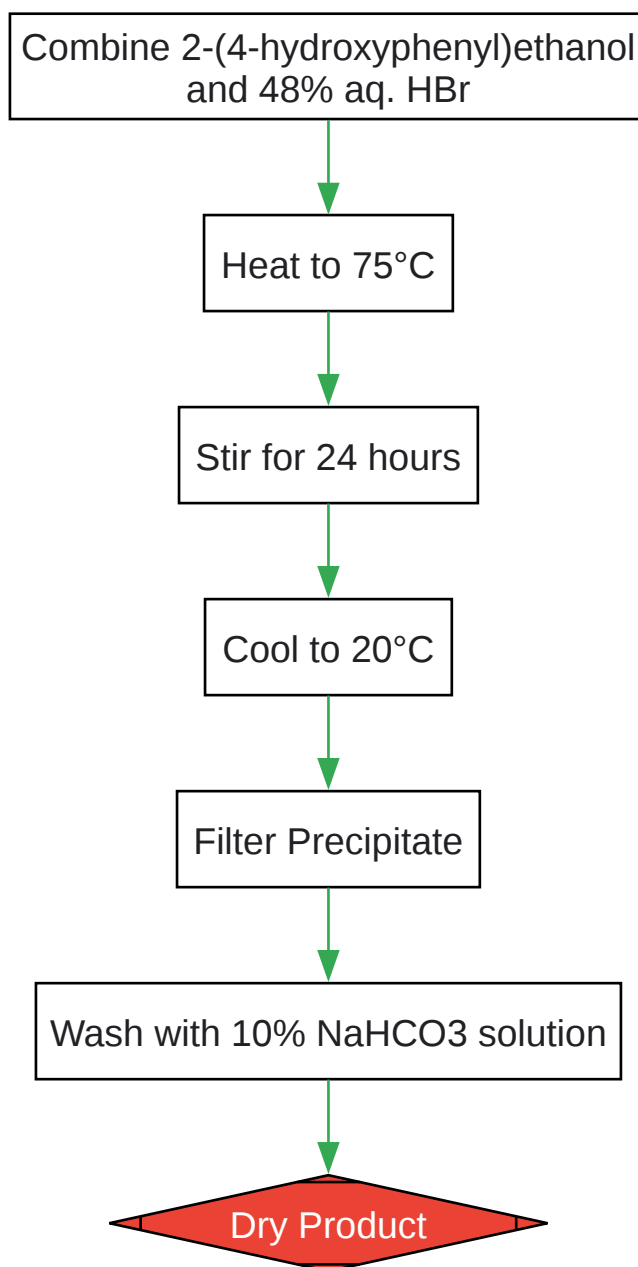 Combine 2-(4-hydroxyphenyl)ethanol
and 48% aq. HBr
Heat to 75°C
Stir for 24 hours
Cool to 20°C
Filter Precipitate
Wash with 10% NaHCO3 solution
Dry Product